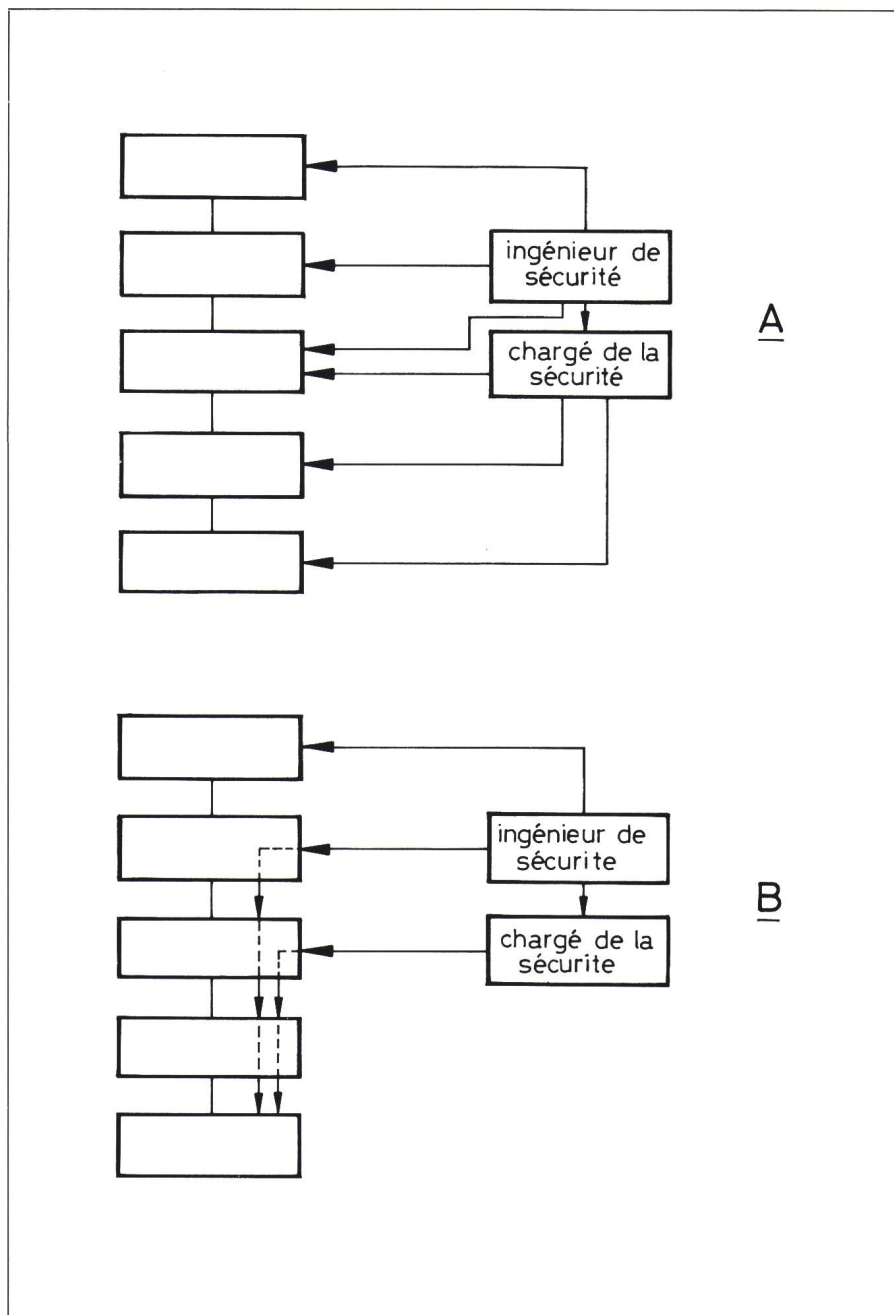 ingénieur de
sécurité
A
chargé de la
sécurité
ingénieur de
sécurite
B
chargé de la
sécurite